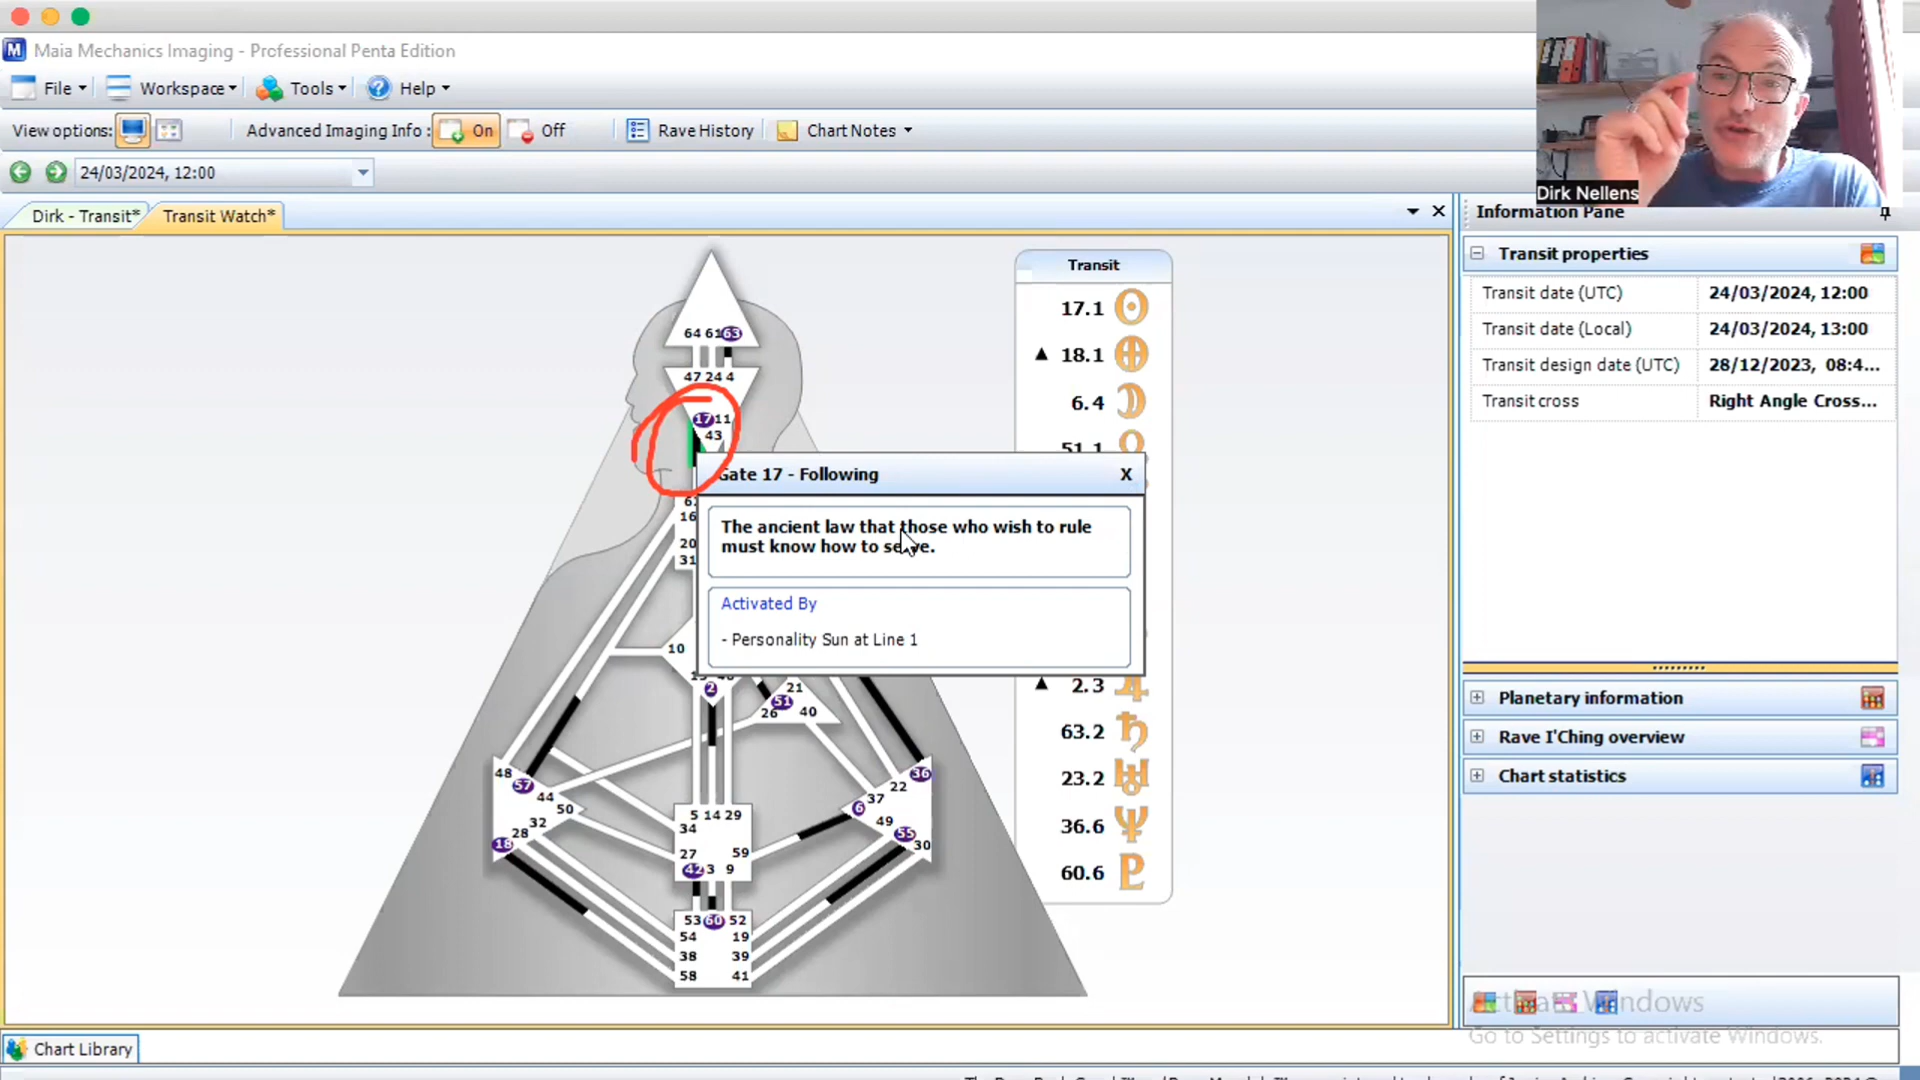 Maia Mechanics Imaging - Professional Penta Edition
File Workspace Tools Help
View options: Advanced Imaging Info : On Off Rave History Chart Notes
24/03/2024, 12:00
Dirk Nellens
Dirk - Transit* Transit Watch*
Information Pane
Transit properties
Transit date (UTC) 24/03/2024, 12:00
Transit date (Local) 24/03/2024, 13:00
Transit design date (UTC) 28/12/2023, 08:4...
Transit cross Right Angle Cross...
Planetary information
Rave I'Ching overview
Chart statistics
Transit
17.1
18.1
6.4
51.1
2.3
63.2
23.2
36.6
60.6
64 61 63
47 24 4
17 11
43
16
20
31
10
2
21
51
26 40
48
57
44
50
32
28
18
36
22
37
6
49
55
30
5 14 29
34
27 59
42 3 9
53 60 52
54 19
38 39
58 41
Gate 17 - Following X
The ancient law that those who wish to rule
must know how to serve.
Activated By
- Personality Sun at Line 1
Activate Windows
Go to Settings to activate Windows.
Chart Library